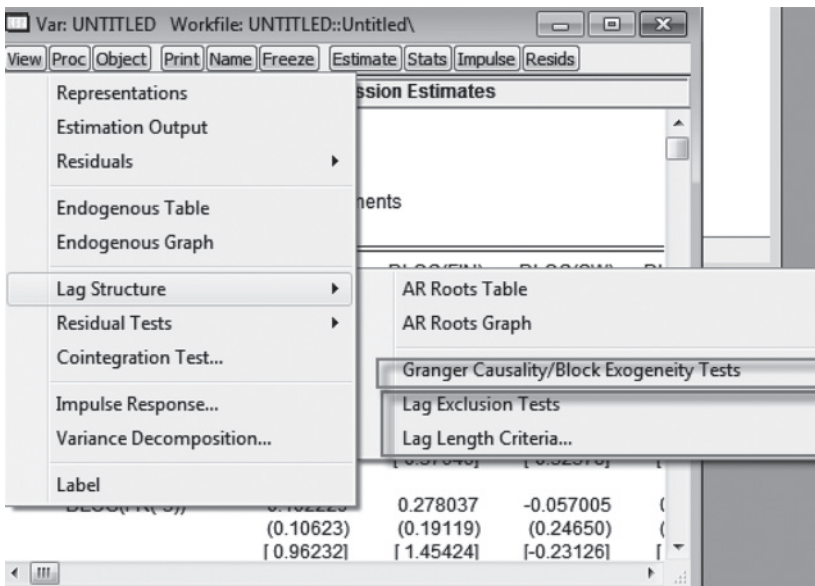 Var: UNTITLED Workfile: UNTITLED::Untitled\
View Proc Object Print Name Freeze Estimate Stats Impulse Resids
Representations
Estimation Output
Residuals
Endogenous Table
Endogenous Graph
Lag Structure
Residual Tests
Cointegration Test...
Impulse Response...
Variance Decomposition...
Label
Estimates
AR Roots Table
AR Roots Graph
Granger Causality/Block Exogeneity Tests
Lag Exclusion Tests
Lag Length Criteria...
0.278037 -0.057005
(0.10623) (0.19119) (0.24650)
[ 0.96232] [ 1.45424] [-0.23126]